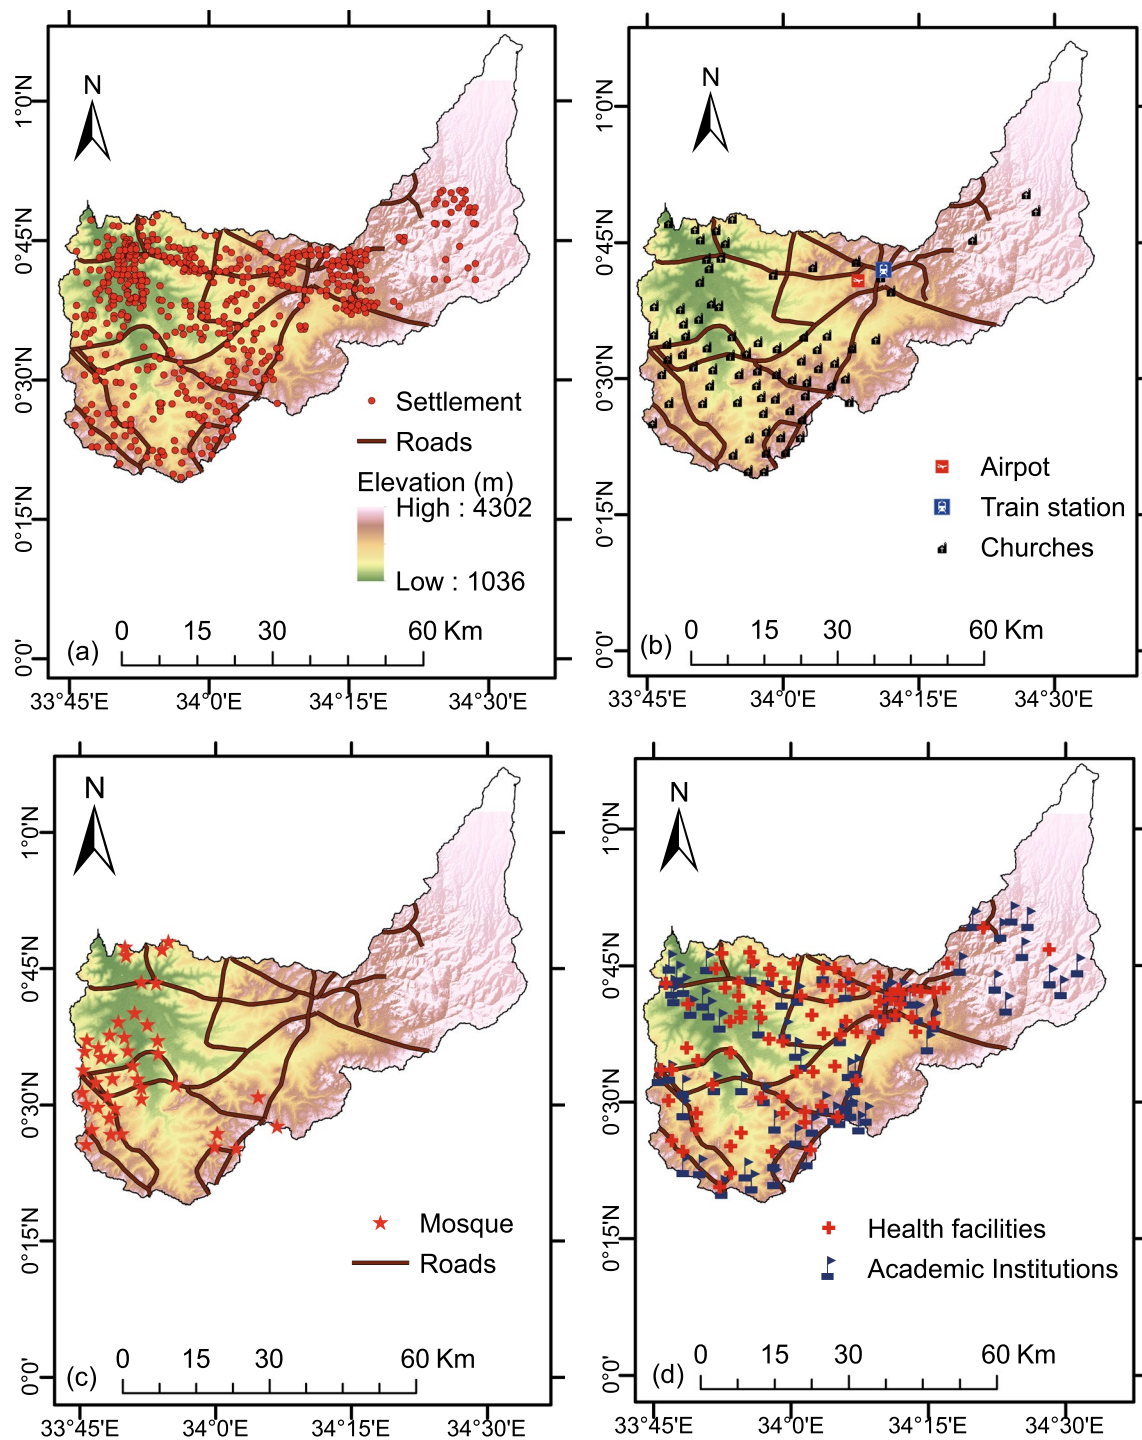 N
1°0'N
0°45'N
0°30'N
0°15'N
0°0'
Settlement
Roads
Elevation (m)
High : 4302
Low : 1036
0 15 30 60 Km
(a)
33°45'E 34°0'E 34°15'E 34°30'E
N
1°0'N
0°45'N
0°30'N
0°15'N
0°0'
Airpot
Train station
Churches
0 15 30 60 Km
(b)
33°45'E 34°0'E 34°15'E 34°30'E
N
1°0'N
0°45'N
0°30'N
0°15'N
0°0'
Mosque
Roads
0 15 30 60 Km
(c)
33°45'E 34°0'E 34°15'E 34°30'E
N
1°0'N
0°45'N
0°30'N
0°15'N
0°0'
Health facilities
Academic Institutions
0 15 30 60 Km
(d)
33°45'E 34°0'E 34°15'E 34°30'E